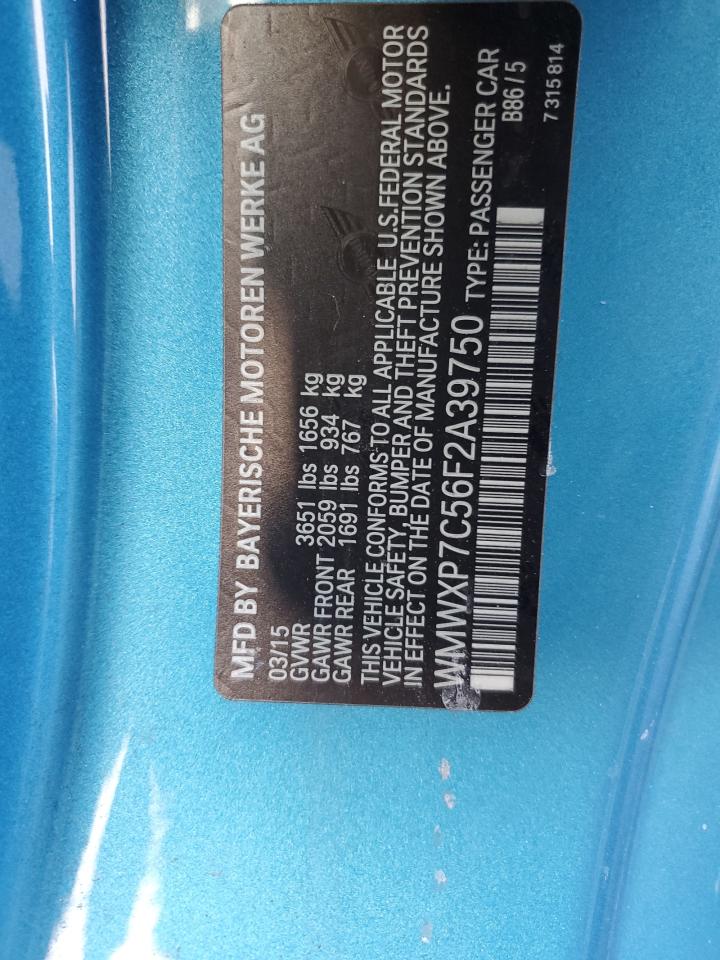 MFD BY BAYERISCHE MOTOREN WERKE AG
03/15
GVWR 3651 lbs 1656 kg
GAWR FRONT 2059 lbs 934 kg
GAWR REAR 1691 lbs 767 kg
THIS VEHICLE CONFORMS TO ALL APPLICABLE U.S.FEDERAL MOTOR
VEHICLE SAFETY, BUMPER AND THEFT PREVENTION STANDARDS
IN EFFECT ON THE DATE OF MANUFACTURE SHOWN ABOVE.
WMWXP7C56F2A39750 TYPE: PASSENGER CAR
B86/5
7 315 814